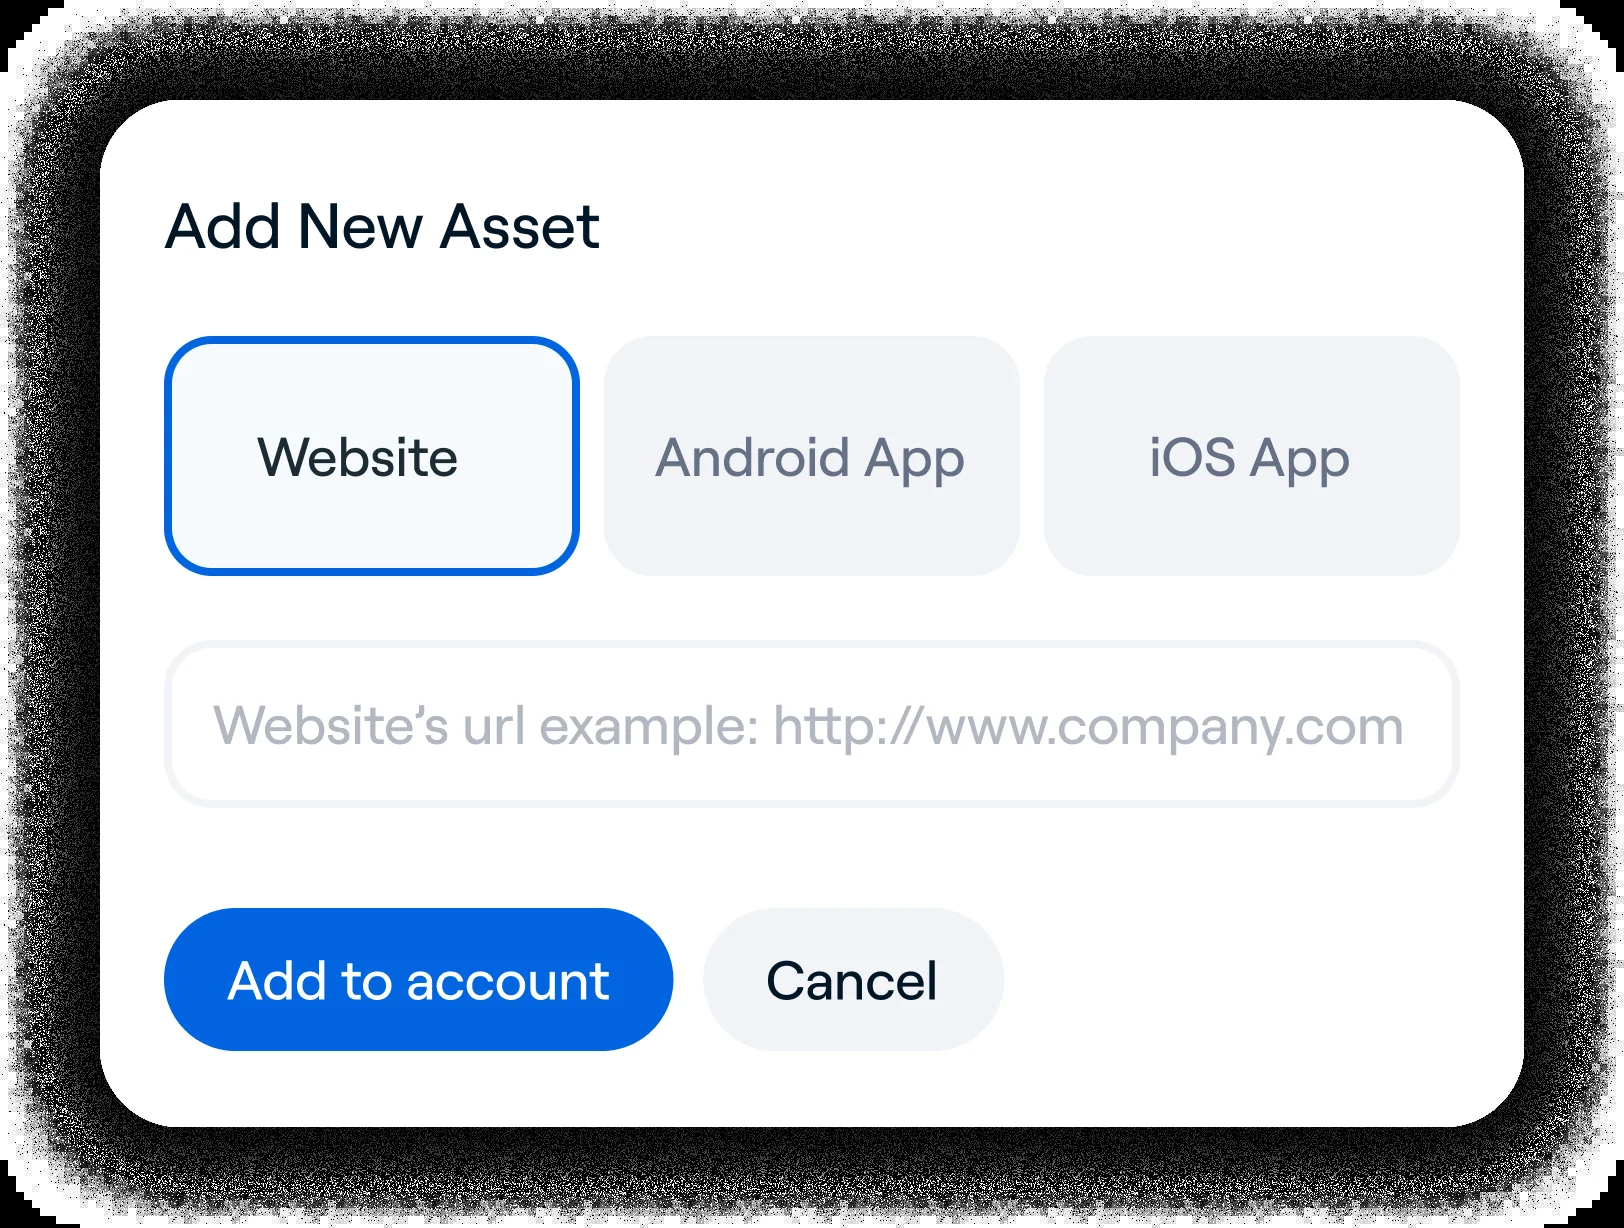 Add New Asset
Website
Android App
iOS App
Website’s url example: http://www.company.com
Add to account
Cancel